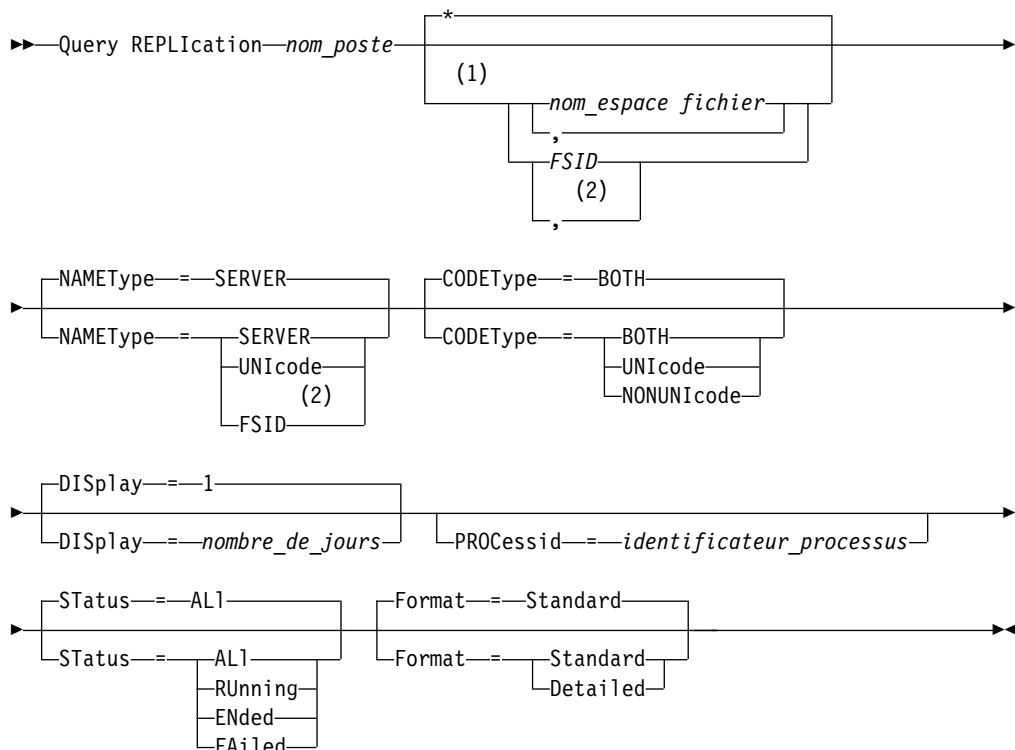 *
Query REPLIcation nom_poste
(1)
nom_espace fichier
,
FSID
(2)
,
NAMEType = SERVER CODEType = BOTH
NAMEType = SERVER CODEType = BOTH
UNIcode UNIcode
(2) NONUNIcode
FSID
DISplay = 1
DISplay = nombre_de_jours PROCessid = identificateur_processus
STatus = ALl Format = Standard
STatus = ALl Format = Standard
RUnning Detailed
ENded
FAiled